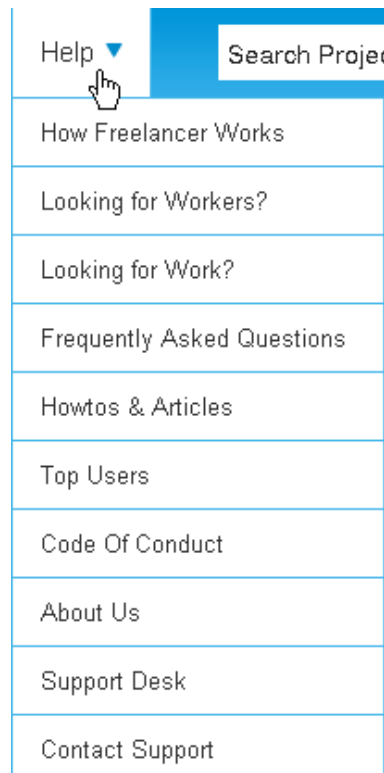 Help
Search Projec
How Freelancer Works
Looking for Workers?
Looking for Work?
Frequently Asked Questions
Howtos & Articles
Top Users
Code Of Conduct
About Us
Support Desk
Contact Support